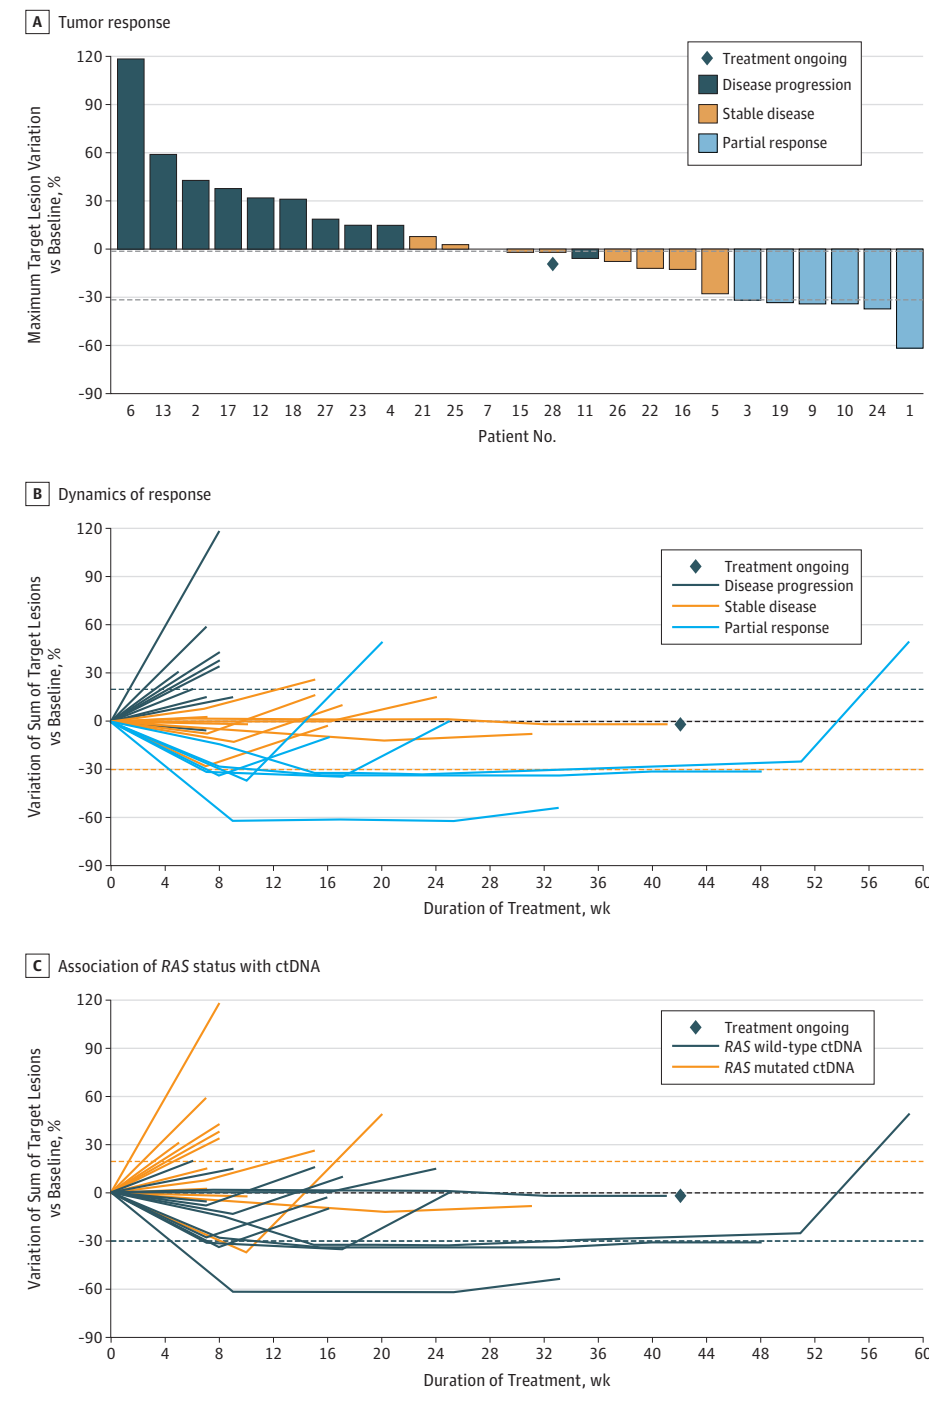 A Tumor response
Maximum Target Lesion Variation
vs Baseline, %
120
90
60
30
0
-30
-60
-90
Treatment ongoing
Disease progression
Stable disease
Partial response
6 13 2 17 12 18 27 23 4 21 25 7 15 28 11 26 22 16 5 3 19 9 10 24 1
Patient No.
B Dynamics of response
Variation of Sum of Target Lesions
vs Baseline, %
120
90
60
30
0
-30
-60
-90
Treatment ongoing
Disease progression
Stable disease
Partial response
0 4 8 12 16 20 24 28 32 36 40 44 48 52 56 60
Duration of Treatment, wk
C Association of RAS status with ctDNA
Variation of Sum of Target Lesions
vs Baseline, %
120
90
60
30
0
-30
-60
-90
Treatment ongoing
RAS wild-type ctDNA
RAS mutated ctDNA
0 4 8 12 16 20 24 28 32 36 40 44 48 52 56 60
Duration of Treatment, wk